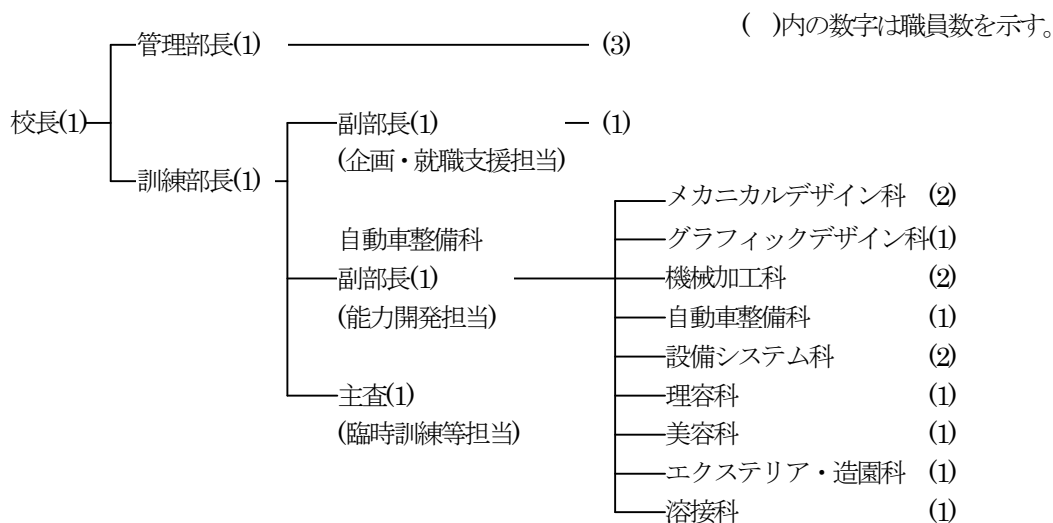 ( )内の数字は職員数を示す。
管理部長(1) (3)
校長(1)
副部長(1) (1)
(企画・就職支援担当)
訓練部長(1)
メカニカルデザイン科 (2)
自動車整備科
グラフィックデザイン科(1)
副部長(1)
機械加工科 (2)
(能力開発担当)
自動車整備科 (1)
設備システム科 (2)
主査(1)
理容科 (1)
(臨時訓練等担当)
美容科 (1)
エクステリア・造園科 (1)
溶接科 (1)